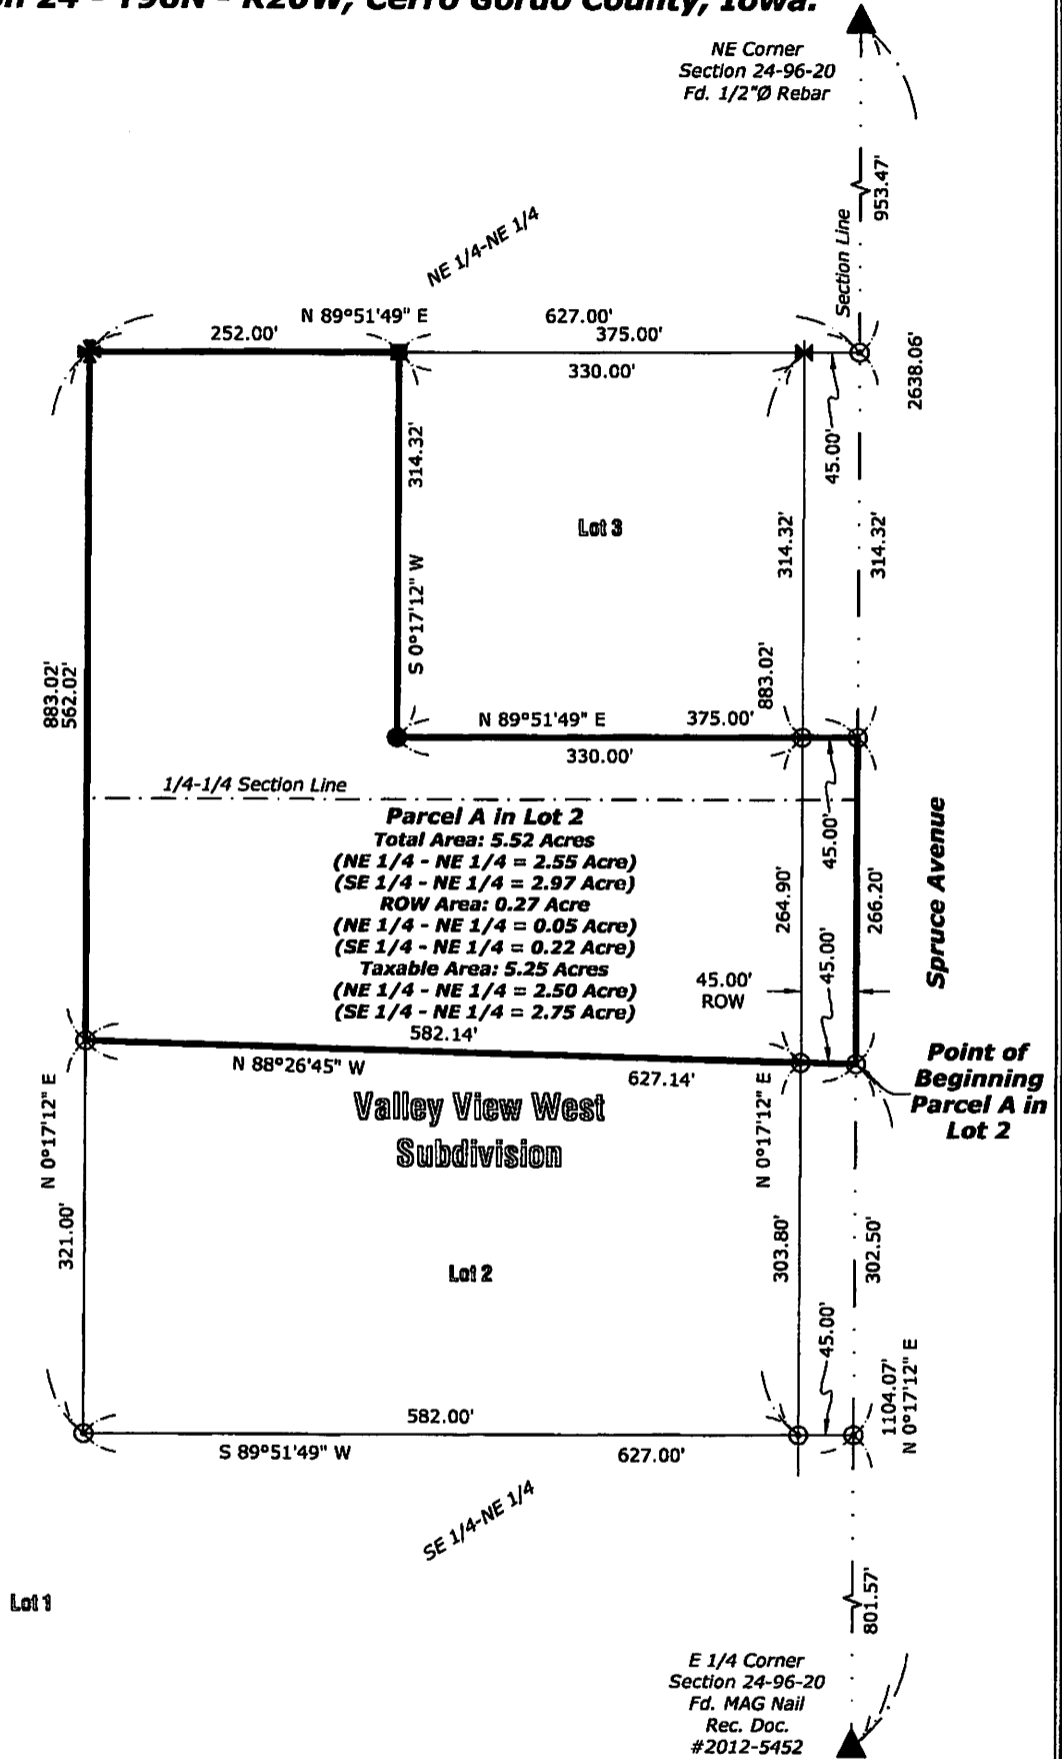 24 - T96N - R20W, Cerro Gordo County, Iowa.
NE Corner
Section 24-96-20
Fd. 1/2"Ø Rebar
953.47'
Section Line
NE 1/4-NE 1/4
N 89°51'49" E
627.00'
252.00'
375.00'
330.00'
2638.06'
45.00'
314.32'
S 0°17'12" W
Lot 3
314.32'
314.32'
883.02'
562.02'
883.02'
N 89°51'49" E
375.00'
330.00'
1/4-1/4 Section Line
Parcel A in Lot 2
Total Area: 5.52 Acres
(NE 1/4 - NE 1/4 = 2.55 Acre)
(SE 1/4 - NE 1/4 = 2.97 Acre)
ROW Area: 0.27 Acre
(NE 1/4 - NE 1/4 = 0.05 Acre)
(SE 1/4 - NE 1/4 = 0.22 Acre)
Taxable Area: 5.25 Acres
(NE 1/4 - NE 1/4 = 2.50 Acre)
(SE 1/4 - NE 1/4 = 2.75 Acre)
45.00'
264.90'
266.20'
45.00'
45.00'
ROW
Spruce Avenue
582.14'
N 88°26'45" W
627.14'
Point of
Beginning
Parcel A in
Lot 2
N 0°17'12" E
321.00'
Valley View West
Subdivision
N 0°17'12" E
303.80'
302.50'
Lot 2
45.00'
1104.07'
N 0°17'12" E
582.00'
S 89°51'49" W
627.00'
SE 1/4-NE 1/4
Lot 1
801.57'
E 1/4 Corner
Section 24-96-20
Fd. MAG Nail
Rec. Doc.
#2012-5452